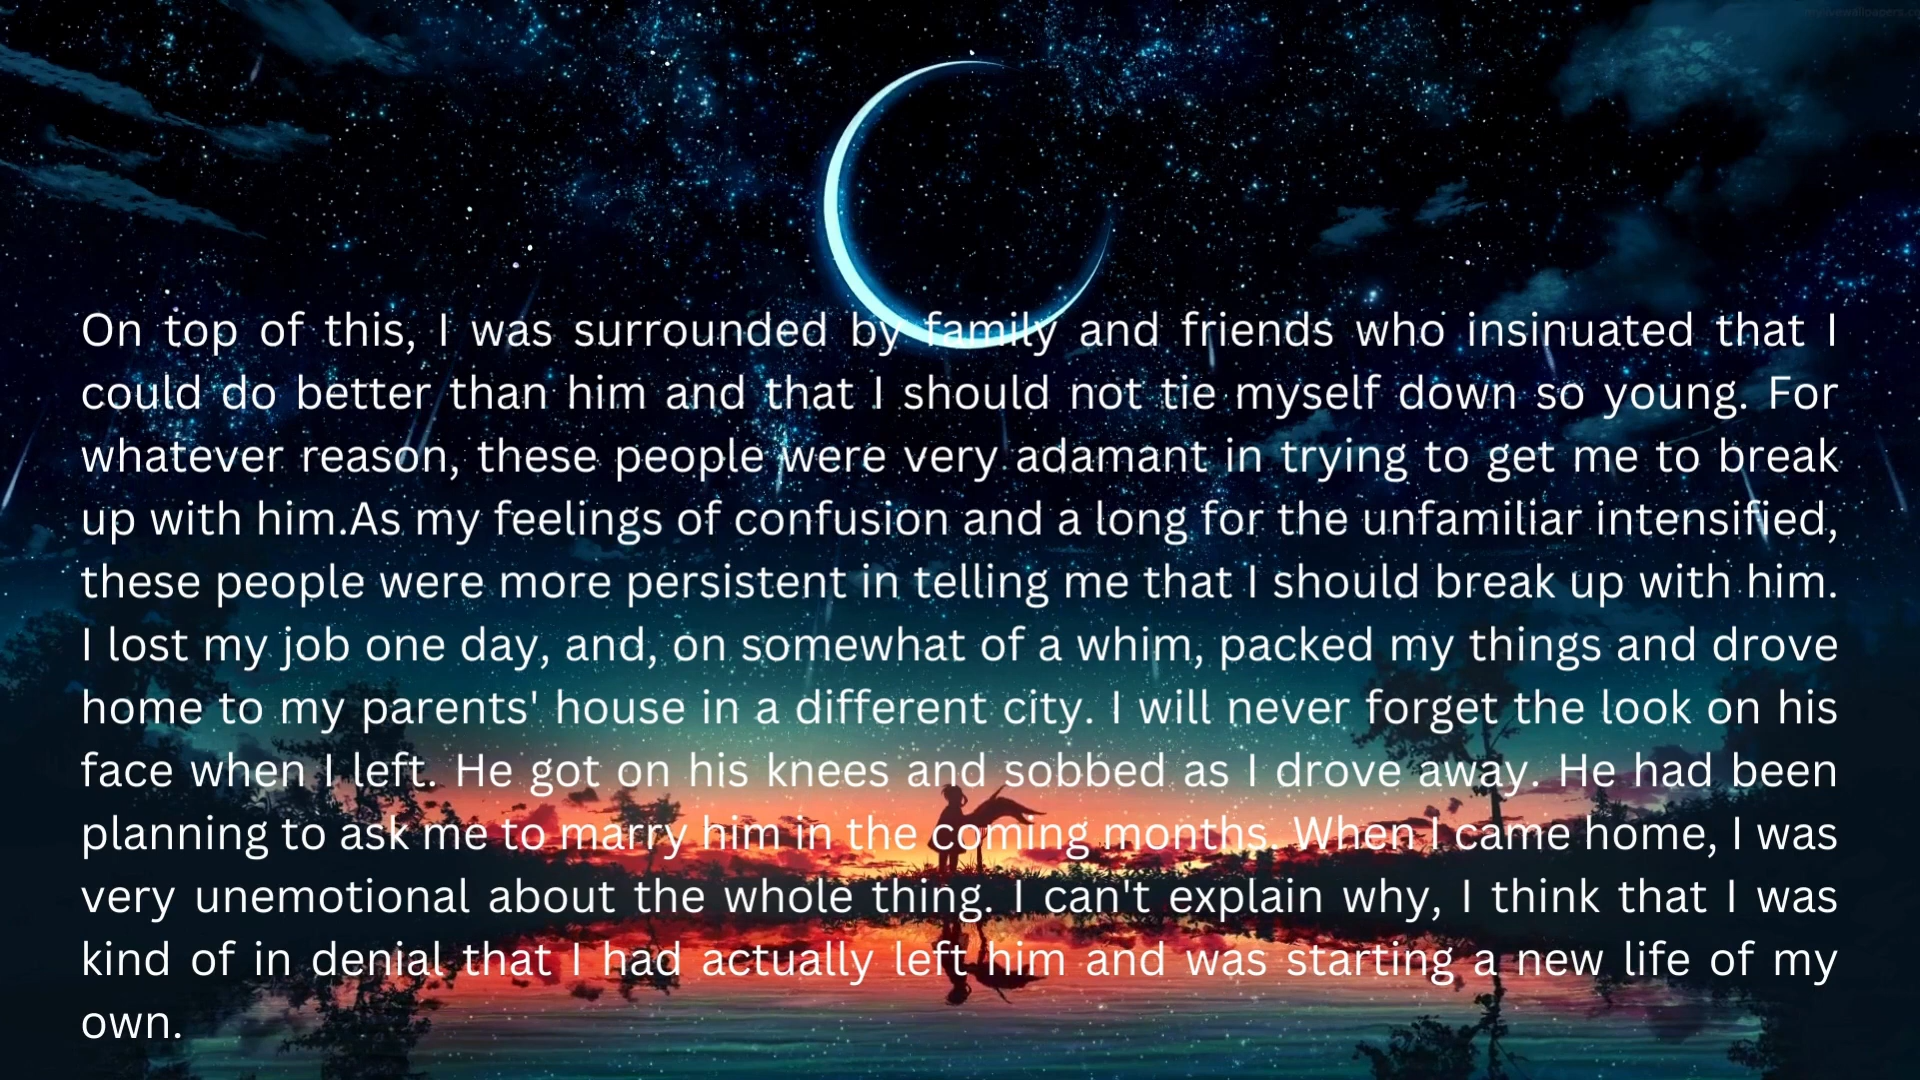 mylivewallpapers.co
On top of this, I was surrounded by family and friends who insinuated that I
could do better than him and that I should not tie myself down so young. For
whatever reason, these people were very adamant in trying to get me to break
up with him.As my feelings of confusion and a long for the unfamiliar intensified,
these people were more persistent in telling me that I should break up with him.
I lost my job one day, and, on somewhat of a whim, packed my things and drove
home to my parents' house in a different city. I will never forget the look on his
face when I left. He got on his knees and sobbed as I drove away. He had been
planning to ask me to marry him in the coming months. When I came home, I was
very unemotional about the whole thing. I can't explain why, I think that I was
kind of in denial that I had actually left him and was starting a new life of my
own.